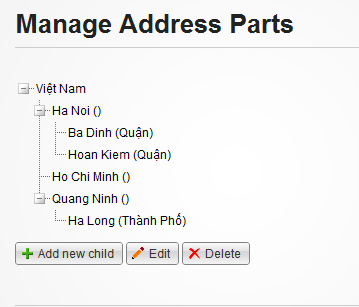 Manage Address Parts
Việt Nam
Ha Noi ()
Ba Dinh (Quận)
Hoan Kiem (Quận)
Ho Chi Minh ()
Quang Ninh ()
Ha Long (Thành Phố)
Add new child Edit Delete